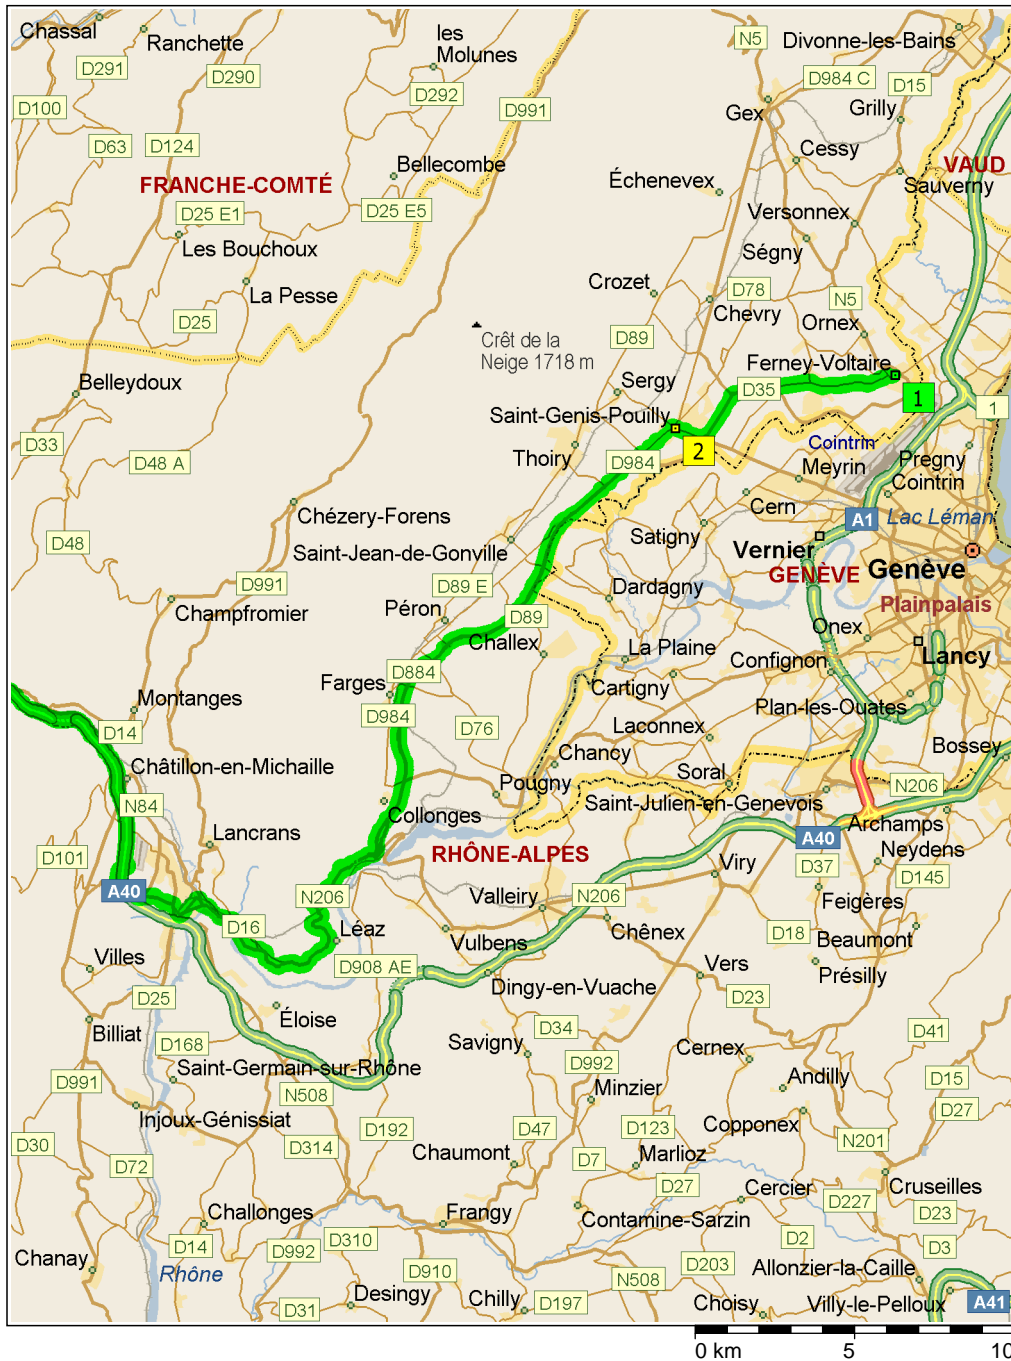 Chassal
Ranchette
les
Molunes
N5
Divonne-les-Bains
D291
D290
D984 C
D15
D292
D100
D991
Gex
Grilly
D63
D124
Cessy
Bellecombe
VAUD
FRANCHE-COMTÉ
Échenevex
Sauverny
D25 E1
D25 E5
Versonnex
Les Bouchoux
Ségny
La Pesse
Crozet
D78
N5
Chevry
D25
Ornex
Crêt de la
Neige 1718 m
D89
Ferney-Voltaire
Belleydoux
Sergy
D35
1
1
Saint-Genis-Pouilly
D33
2
Cointrin
Thoiry
D48 A
D984
Meyrin
Pregny
Cointrin
Chézery-Forens
Cern
A1
Lac Léman
D48
Satigny
Saint-Jean-de-Gonville
Vernier
D991
D89 E
GENÈVE
Genève
Champfromier
Dardagny
Péron
D89
Plainpalais
Challex
Onex
La Plaine
Lancy
D884
Confignon
Farges
Cartigny
Montanges
D984
Plan-les-Ouates
D14
D76
Laconnex
Chancy
Bossey
Châtillon-en-Michaille
Pougny
Soral
N206
N84
Saint-Julien-en-Genevois
Collonges
Archamps
Lancrans
A40
D101
RHÔNE-ALPES
Neydens
Viry
D37
D145
A40
N206
Valleiry
N206
Feigères
D16
Léaz
Vulbens
Chênex
D18
Beaumont
Villes
D908 AE
Présilly
Vers
Dingy-en-Vuache
D25
D23
Éloise
Billiat
D34
D41
D168
Savigny
Cernex
Saint-Germain-sur-Rhône
D992
D991
Andilly
D15
N508
Minzier
Injoux-Génissiat
D27
Copponex
D192
D47
D123
D30
D314
N201
Chaumont
D7
Marlioz
D72
D27
Cercier
Cruseilles
D227
Challonges
Frangy
Contamine-Sarzin
D23
D310
D2
D14
D992
D3
Chanay
D203
Rhône
D910
Allonzier-la-Caille
N508
Desingy
Chilly
D197
Choisy
Villy-le-Pelloux
A41
D31
0 km
5
10